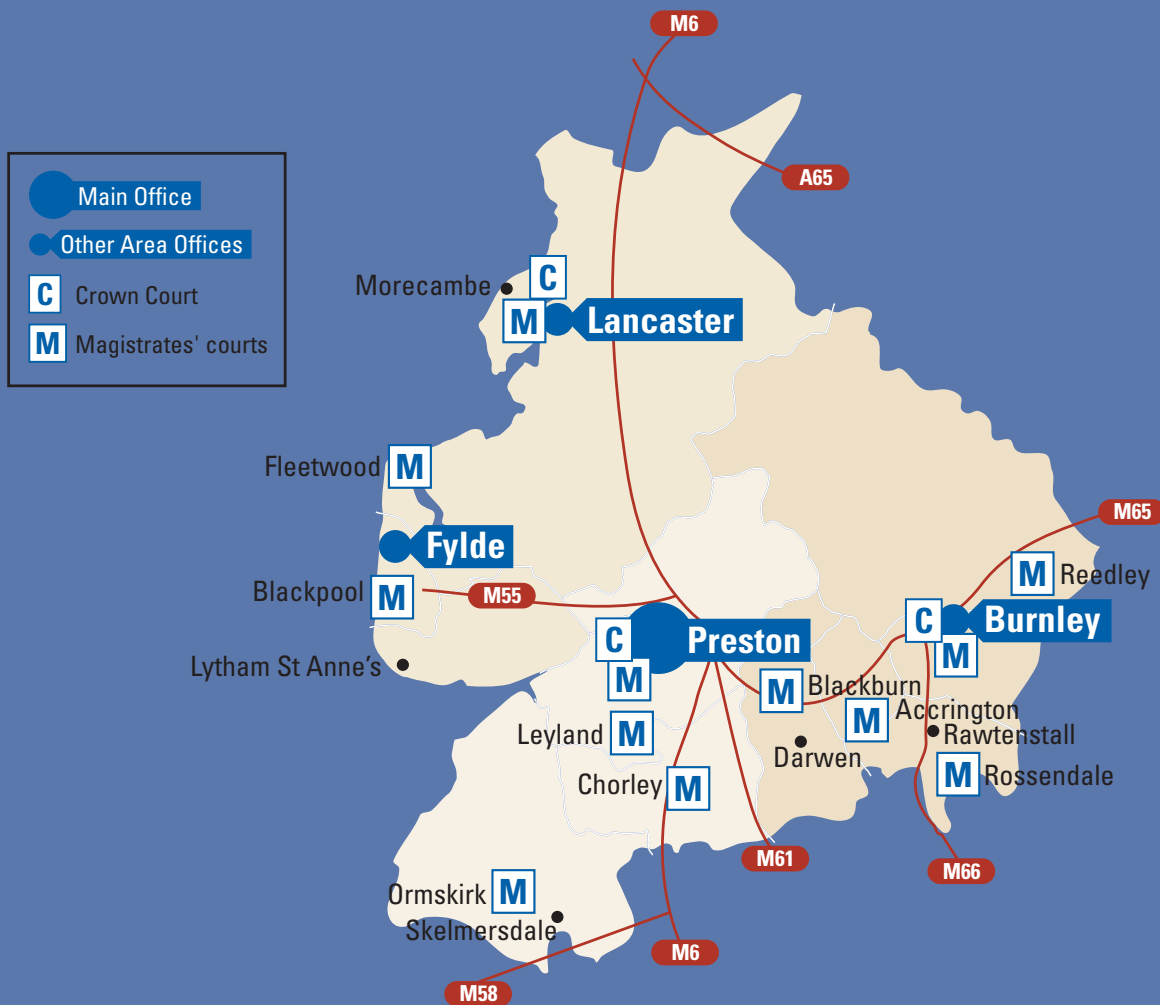 M6
A65
Main Office
Other Area Offices
C Crown Court
M Magistrates' courts
Morecambe
C
M
Lancaster
Fleetwood M
M65
Fylde
M Reedley
Blackpool M
M55
C
Burnley
M
C
Preston
M
Lytham St Anne's
M Blackburn
M Accrington
Rawtenstall
Leyland M
Darwen
Chorley M
M Rossendale
M61
M66
Ormskirk M
Skelmersdale
M6
M58